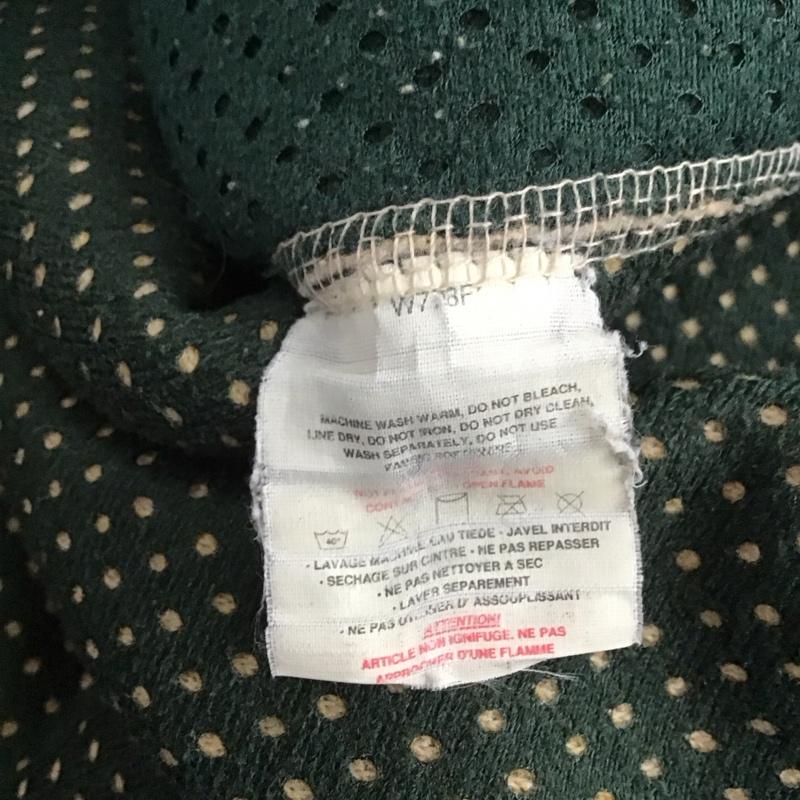 MACHINE WASH WARM, DO NOT BLEACH,
LINE DRY, DO NOT IRON, DO NOT DRY CLEAN,
WASH SEPARATELY, DO NOT USE
AVOID
OPEN FLAME
40°
· LAVAGE MACHINE EAU TIEDE · JAVEL INTERDIT
· SECHAGE SUR CINTRE · NE PAS REPASSER
· NE PAS NETTOYER A SEC
· LAVER SEPAREMENT
· NE PAS UTILISER D' ASSOUPLISSANT
ATTENTION!
ARTICLE NON IGNIFUGE. NE PAS
APPROCHER D'UNE FLAMME